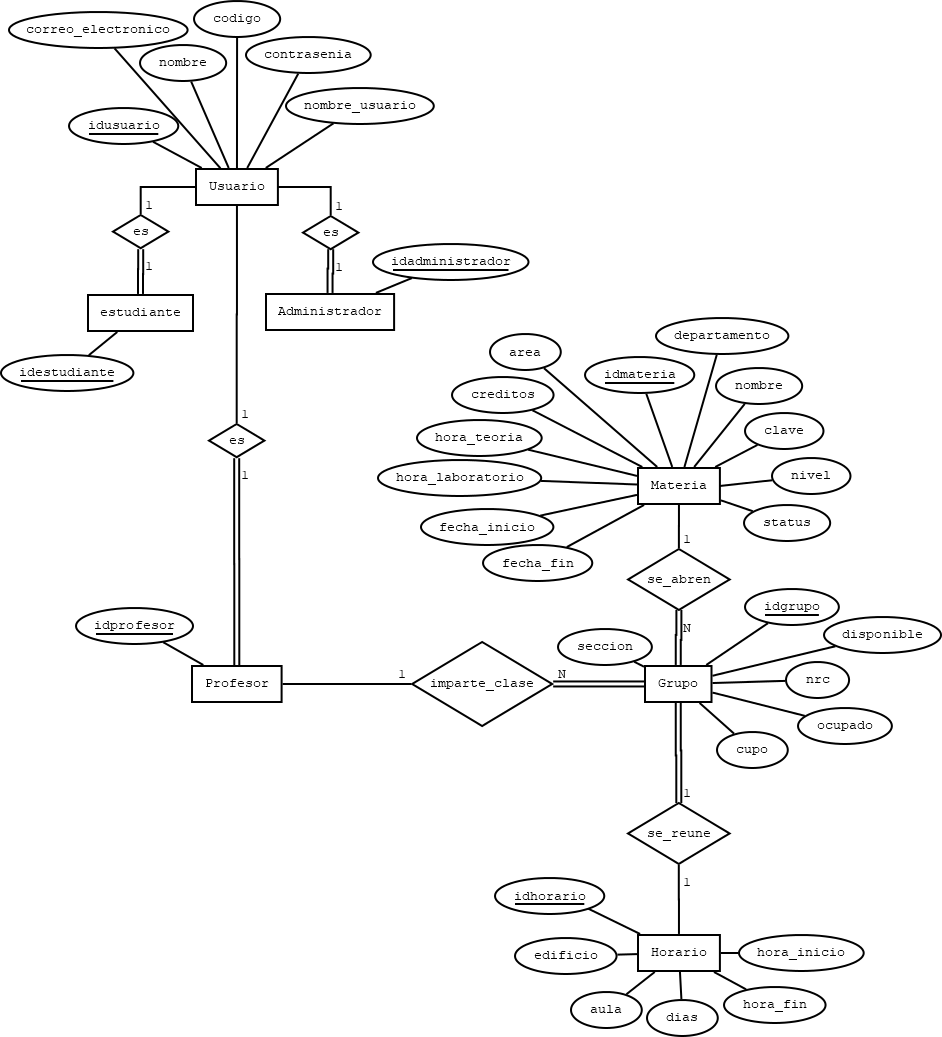 codigo
correo_electronico
contrasenia
nombre
nombre_usuario
idusuario
Usuario
1
1
es
es
1
1
idadministrador
estudiante
Administrador
idestudiante
departamento
area
idmateria
nombre
creditos
clave
hora_teoria
hora_laboratorio
nivel
Materia
fecha_inicio
status
fecha_fin
1
es
1
1
se_abren
N
idgrupo
idprofesor
disponible
seccion
Profesor
1
imparte_clase
N
Grupo
nrc
ocupado
cupo
1
se_reune
1
idhorario
edificio
Horario
hora_inicio
aula
dias
hora_fin